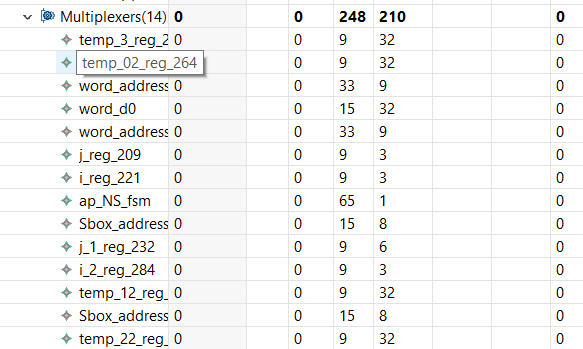 Multiplexers(14) 0 0 248 210 0
temp_3_reg_2 0 0 9 32 0
temp_02_reg_264 0 0 9 32 0
word_address 0 0 33 9 0
word_d0 0 0 15 32 0
word_address 0 0 33 9 0
j_reg_209 0 0 9 3 0
i_reg_221 0 0 9 3 0
ap_NS_fsm 0 0 65 1 0
Sbox_address 0 0 15 8 0
j_1_reg_232 0 0 9 6 0
i_2_reg_284 0 0 9 3 0
temp_12_reg_ 0 0 9 32 0
Sbox_address 0 0 15 8 0
temp_22_reg_ 0 0 9 32 0